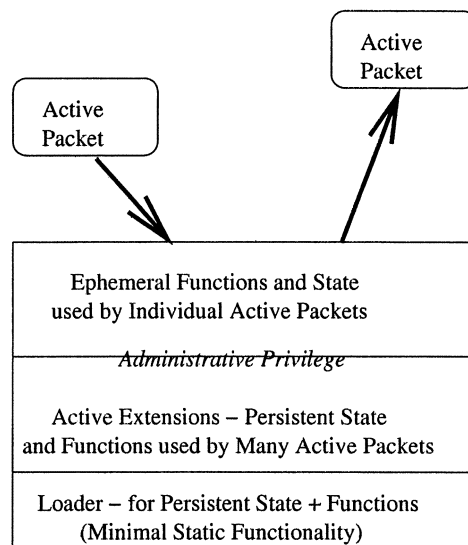 Active
Packet
Active
Packet
Ephemeral Functions and State
used by Individual Active Packets
Administrative Privilege
Active Extensions – Persistent State
and Functions used by Many Active Packets
Loader – for Persistent State + Functions
(Minimal Static Functionality)